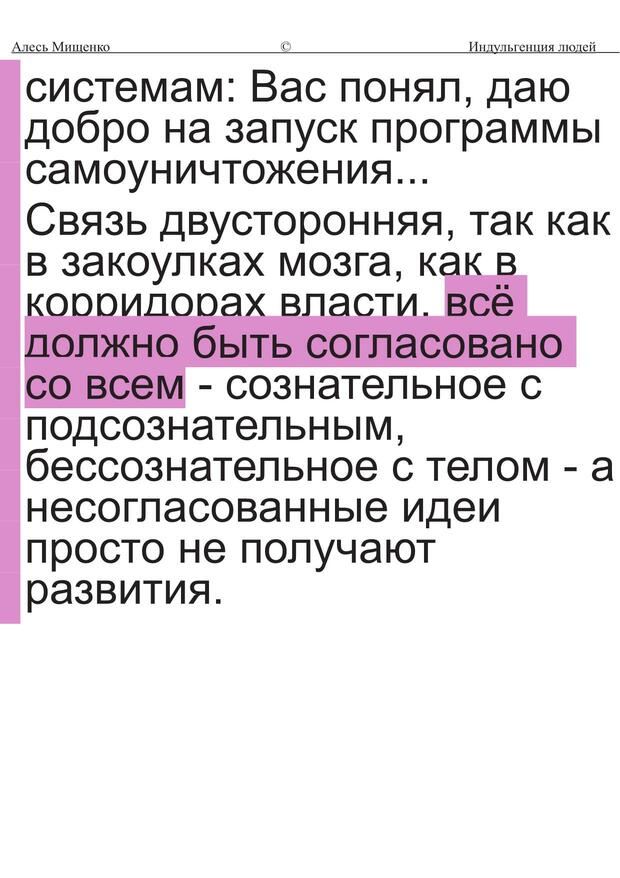 Алесь Мищенко © Индульгенция людей
системам: Вас понял, даю
добро на запуск программы
самоуничтожения...
Связь двусторонняя, так как
в закоулках мозга, как в
корридорах власти, всё
должно быть согласовано
со всем - сознательное с
подсознательным,
бессознательное с телом - а
несогласованные идеи
просто не получают
развития.